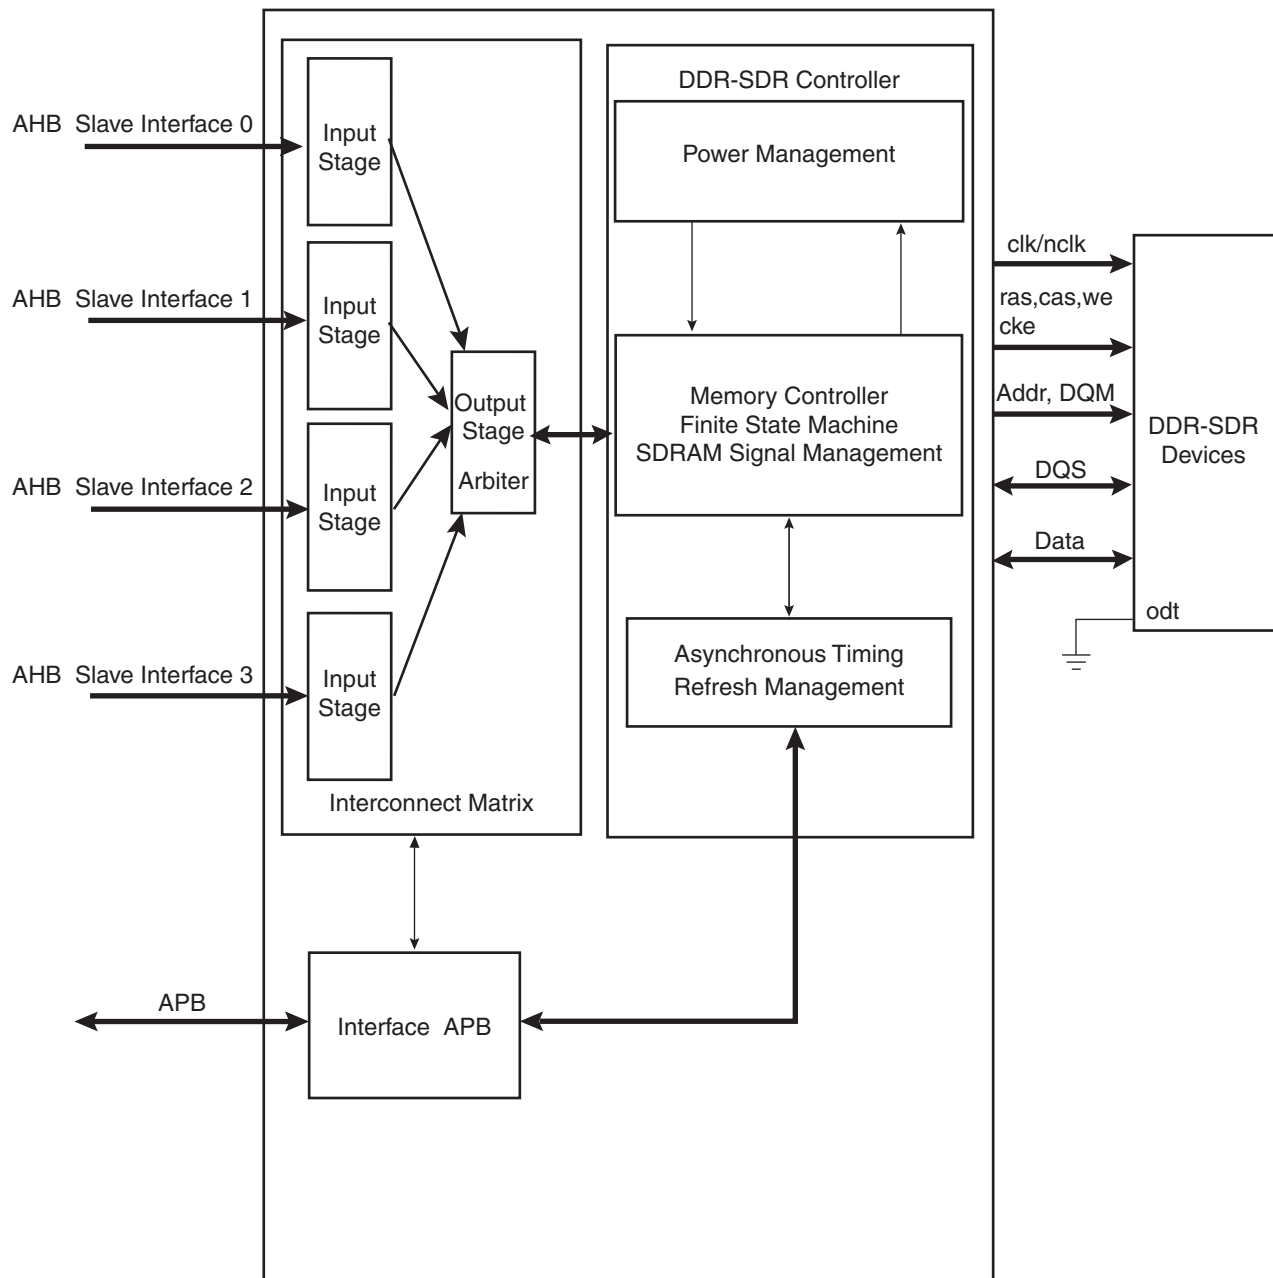 DDR-SDR Controller
AHB  Slave Interface 0
Input
Stage
Power Management
AHB  Slave Interface 1
Input
Stage
clk/nclk
ras,cas,we
cke
Addr, DQM
DQS
Data
DDR-SDR
Devices
odt
Output
Stage
Arbiter
Memory Controller
Finite State Machine
SDRAM Signal Management
AHB  Slave Interface 2
Input
Stage
AHB  Slave Interface 3
Input
Stage
Asynchronous Timing
Refresh Management
Interconnect Matrix
APB
Interface  APB